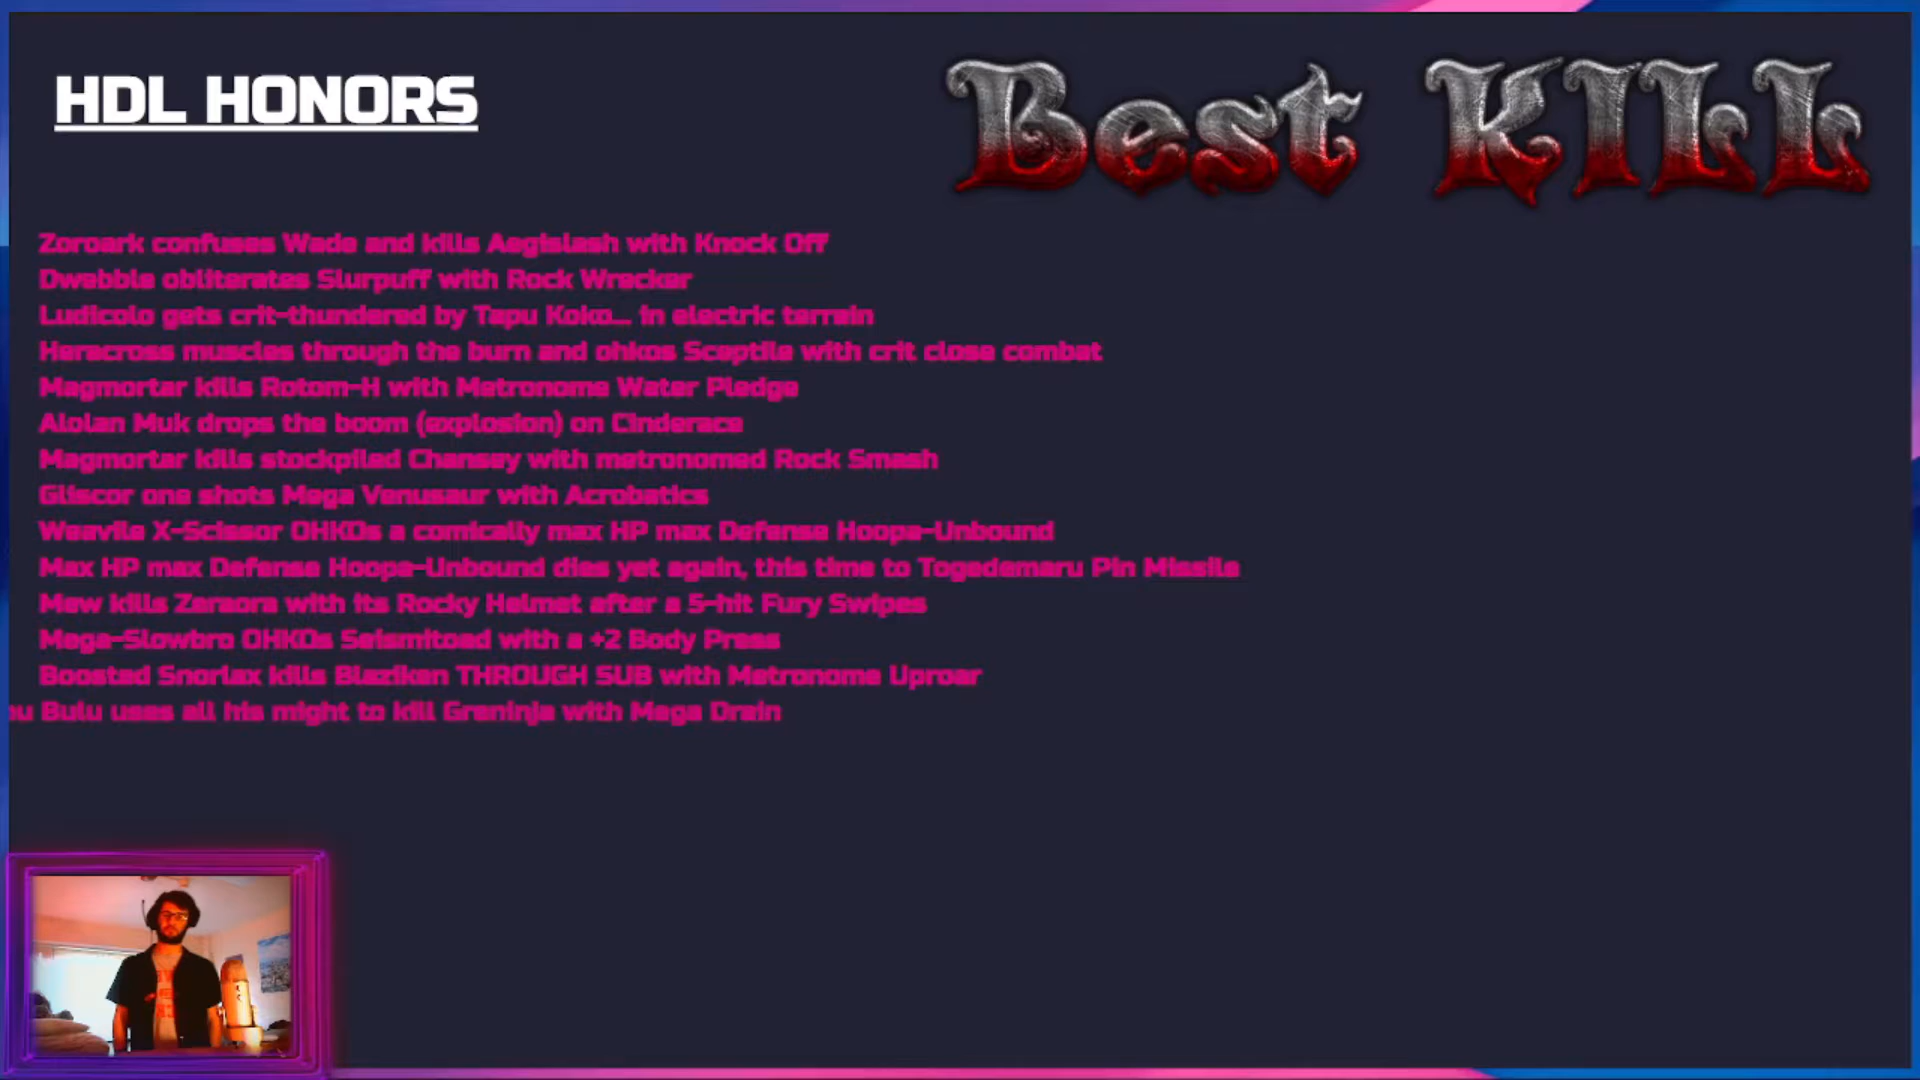 HDL HONORS
Best KILL
Zoroark confuses Wade and kills Aegislash with Knock Off
Dwebble obliterates Slurpuff with Rock Wrecker
Ludicolo gets crit-thundered by Tapu Koko... in electric terrain
Heracross muscles through the burn and ohkos Sceptile with crit close combat
Magmortar kills Rotom-H with Metronome Water Pledge
Alolan Muk drops the boom (explosion) on Cinderace
Magmortar kills stockpiled Chansey with metronomed Rock Smash
Gliscor one shots Mega Venusaur with Acrobatics
Weavile X-Scissor OHKOs a comically max HP max Defense Hoopa-Unbound
Max HP max Defense Hoopa-Unbound dies yet again, this time to Togedemaru Pin Missile
Mew kills Zeraora with its Rocky Helmet after a 5-hit Fury Swipes
Mega-Slowbro OHKOs Seismitoad with a +2 Body Press
Boosted Snorlax kills Blaziken THROUGH SUB with Metronome Uproar
u Bulu uses all his might to kill Greninja with Mega Drain